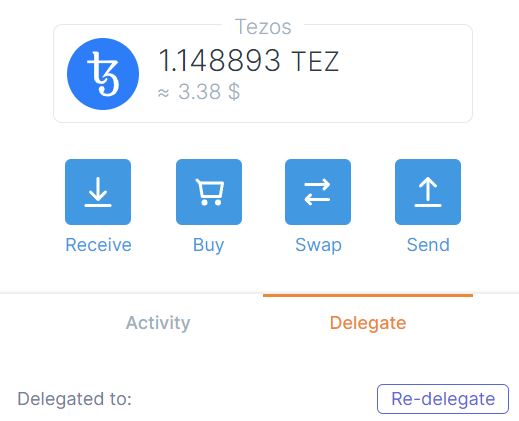 Tezos
1.148893 TEZ
≈ 3.38 $
Receive
Buy
Swap
Send
Activity
Delegate
Delegated to:
Re-delegate